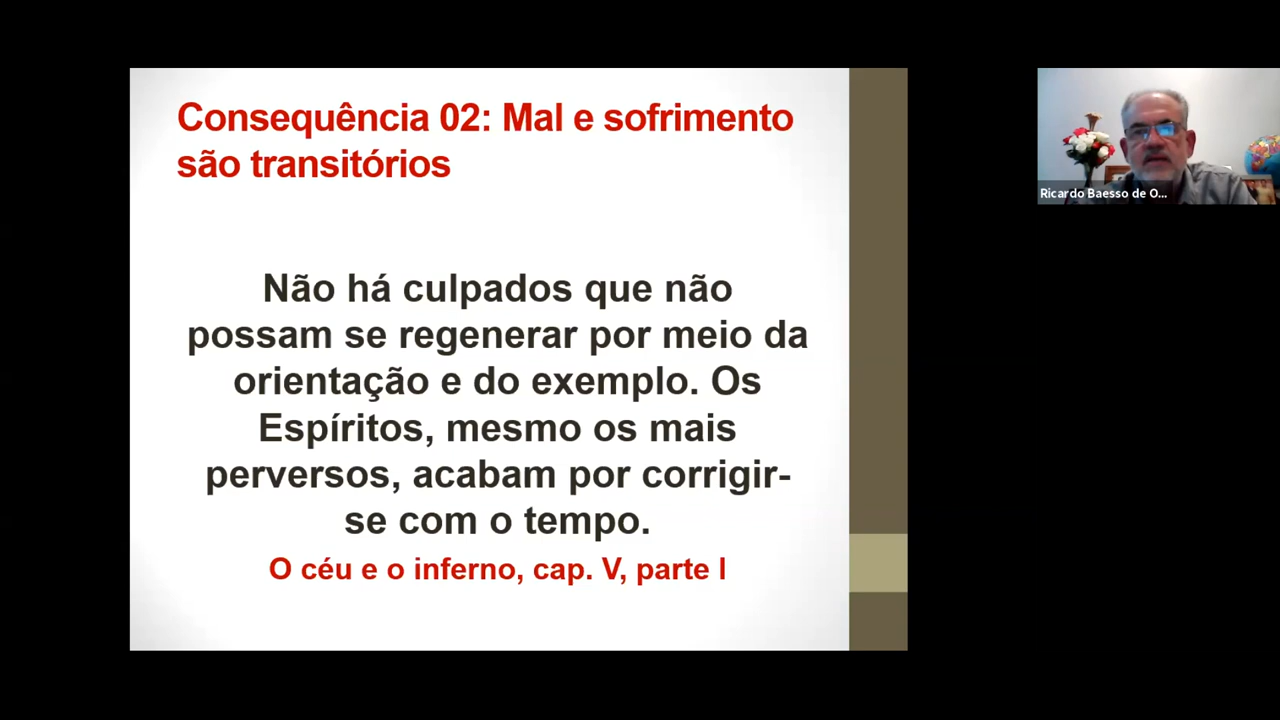 Consequência 02: Mal e sofrimento
são transitórios
Não há culpados que não
possam se regenerar por meio da
orientação e do exemplo. Os
Espíritos, mesmo os mais
perversos, acabam por corrigir-
se com o tempo.
O céu e o inferno, cap. V, parte I
Ricardo Baesso de O...